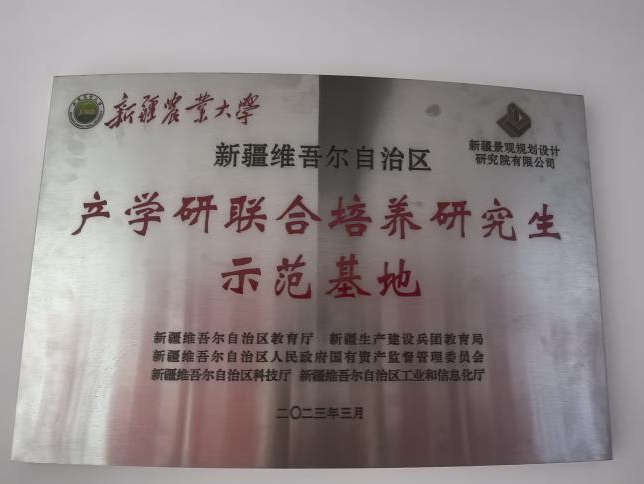 新疆农业大学
新疆景观规划设计
研究院有限公司
新疆维吾尔自治区
产学研联合培养研究生
示范基地
新疆维吾尔自治区教育厅 新疆生产建设兵团教育局
新疆维吾尔自治区人民政府国有资产监督管理委员会
新疆维吾尔自治区科技厅 新疆维吾尔自治区工业和信息化厅
二〇二三年三月